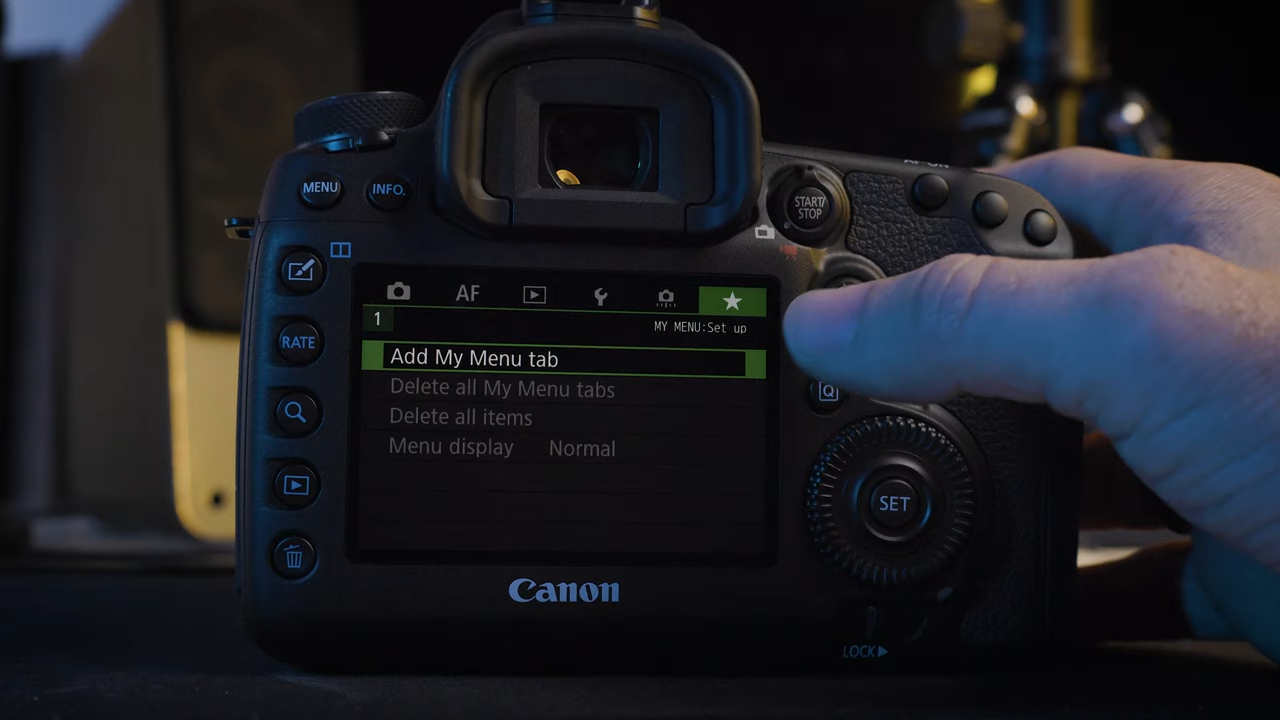 MENU
INFO.
START/
STOP
RATE
AF
1
MY MENU:Set up
Add My Menu tab
Delete all My Menu tabs
Delete all items
Menu display Normal
Q
SET
Canon
LOCK▶